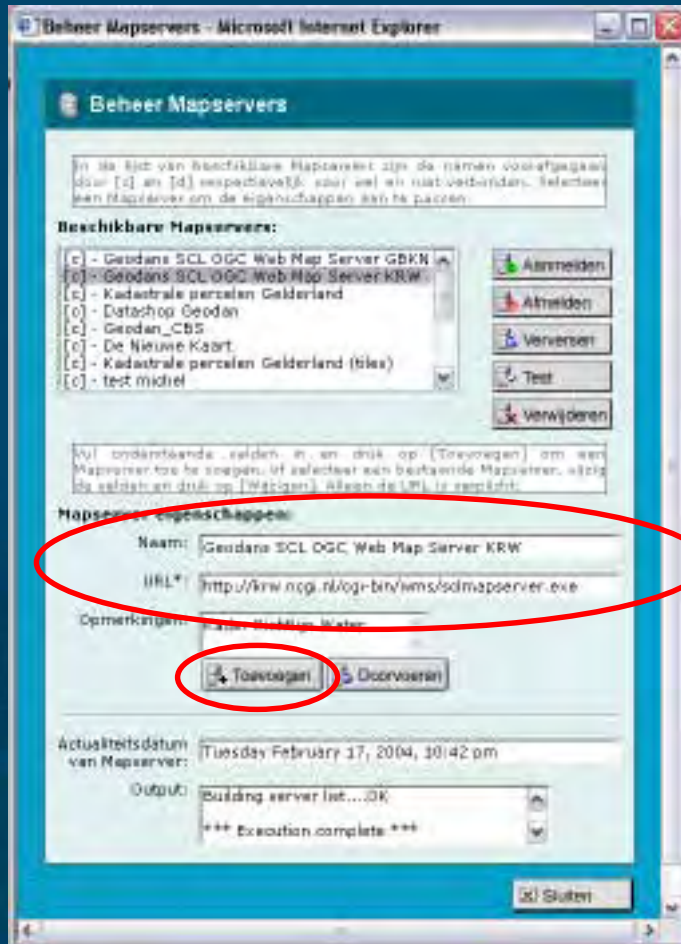 Beheer Mapservers - Microsoft Internet Explorer
Beheer Mapservers
In de lijst van beschikbare Mapservers zijn de namen voorafgegaan
door [c] en [d] respectievelijk voor wel en niet verbonden. Selecteer
een Mapserver om de eigenschappen aan te passen
Beschikbare Mapservers:
[c] - Geodans SCL OGC Web Map Server GBKN
[c] - Geodans SCL OGC Web Map Server KRW
[c] - Kadastrale percelen Gelderland
[c] - Datashop Geodan
[c] - Geodan_CBS
[c] - De Nieuwe Kaart
[c] - Kadastrale percelen Gelderland (tiles)
[c] - test michiel
Aanmelden
Afmelden
Verversen
Test
Verwijderen
Vul onderstaande velden in en druk op [Toevoegen] om een
Mapserver toe te voegen. Of selecteer een bestaande Mapserver, wijzig
de velden en druk op [Wijzigen]. Alleen de URL is verplicht.
Mapserver eigenschappen:
Naam: Geodans SCL OGC Web Map Server KRW
URL*: http://krw.ncgi.nl/cgi-bin/wms/sclmapserver.exe
Opmerkingen: Kader Richtlijn Water
Toevoegen
Doorvoeren
Actualiteitsdatum
van Mapserver: Tuesday February 17, 2004, 10:42 pm
Output: Building server list....OK
*** Execution complete ***
Sluiten